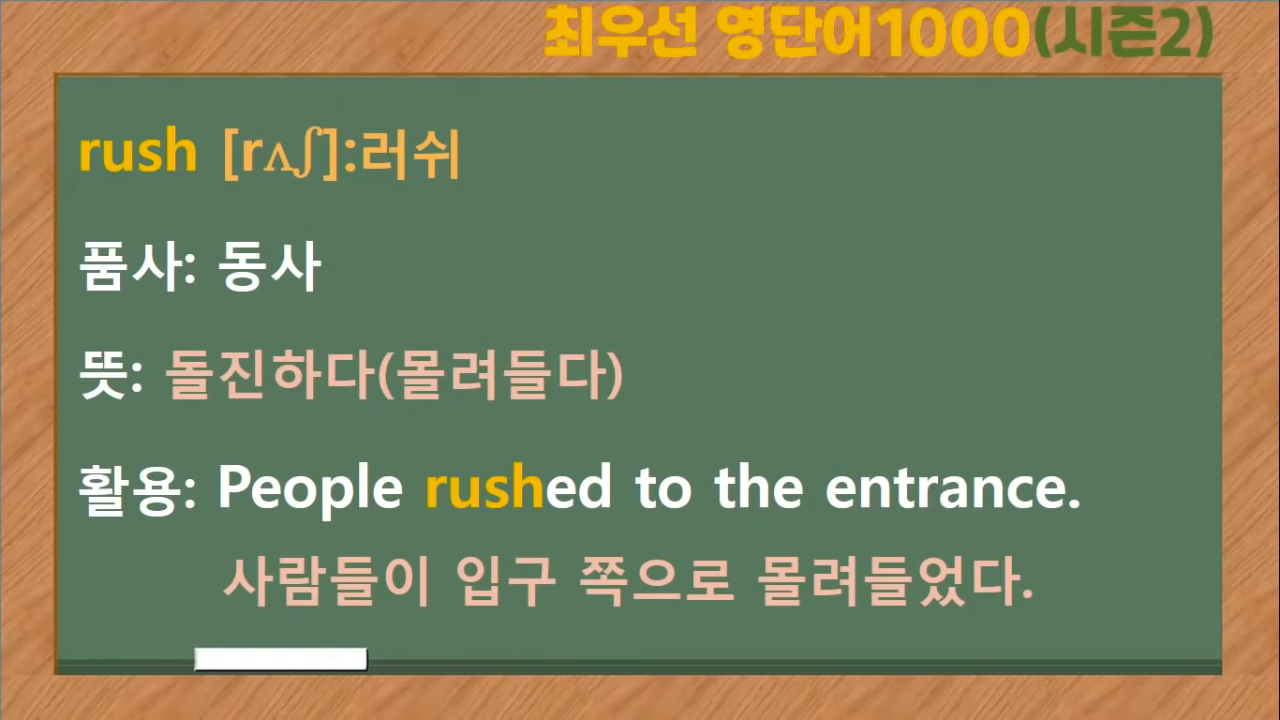 최우선 영단어1000(시즌2)
rush [rʌʃ]:러쉬
품사: 동사
뜻: 돌진하다(몰려들다)
활용: People rushed to the entrance.
사람들이 입구 쪽으로 몰려들었다.